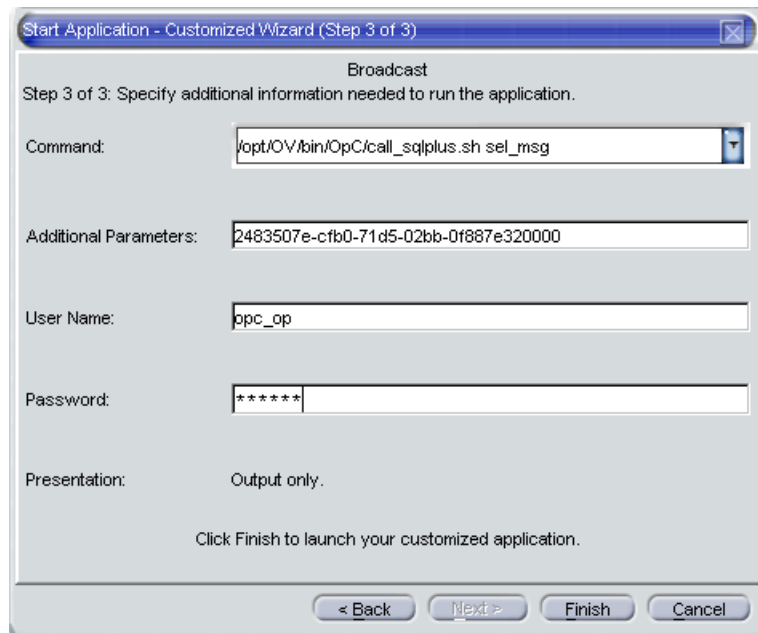 Start Application - Customized Wizard (Step 3 of 3)
Broadcast
Step 3 of 3: Specify additional information needed to run the application.
Command: /opt/OV/bin/OpC/call_sqlplus.sh sel_msg
Additional Parameters: 2483507e-cfb0-71d5-02bb-0f887e320000
User Name: opc_op
Password: ******
Presentation: Output only.
Click Finish to launch your customized application.
< Back Next > Finish Cancel